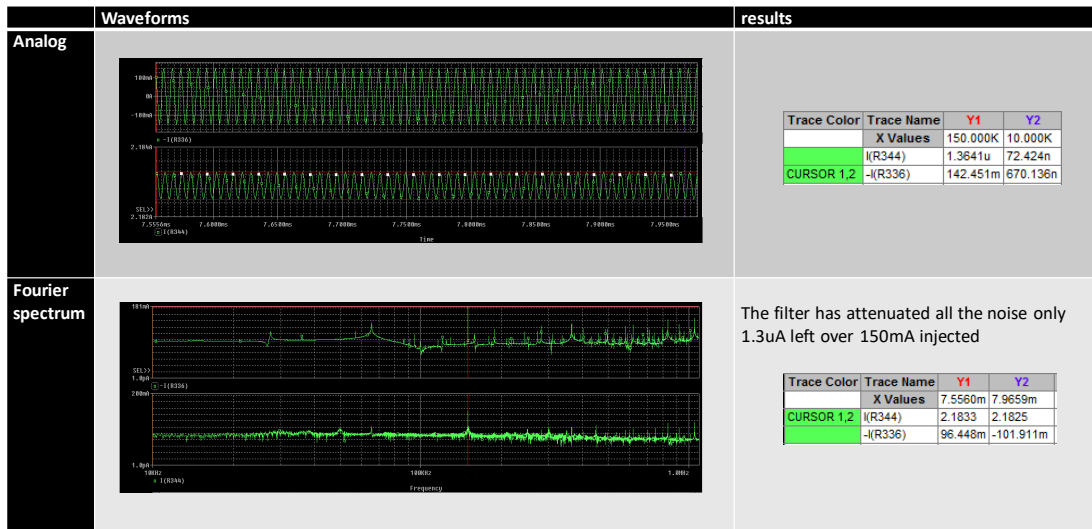 Waveforms
results
Analog
100mA
0A
-100mA
-I(R336)
2.184A
SEL>>
2.182A
7.5556ms 7.6000ms 7.6500ms 7.7000ms 7.7500ms 7.8000ms 7.8500ms 7.9000ms 7.9500ms
I(R344)
Time
Trace Color Trace Name Y1 Y2
X Values 150.000K 10.000K
I(R344) 1.3641u 72.424n
CURSOR 1,2 -I(R336) 142.451m 670.136n
Fourier
spectrum
181mA
SEL>>
1.0pA
-I(R336)
200mA
1.0pA
10KHz 100KHz 1.0MHz
I(R344)
Frequency
The filter has attenuated all the noise only
1.3uA left over 150mA injected
Trace Color Trace Name Y1 Y2
X Values 7.5560m 7.9659m
CURSOR 1,2 I(R344) 2.1833 2.1825
-I(R336) 96.448m -101.911m